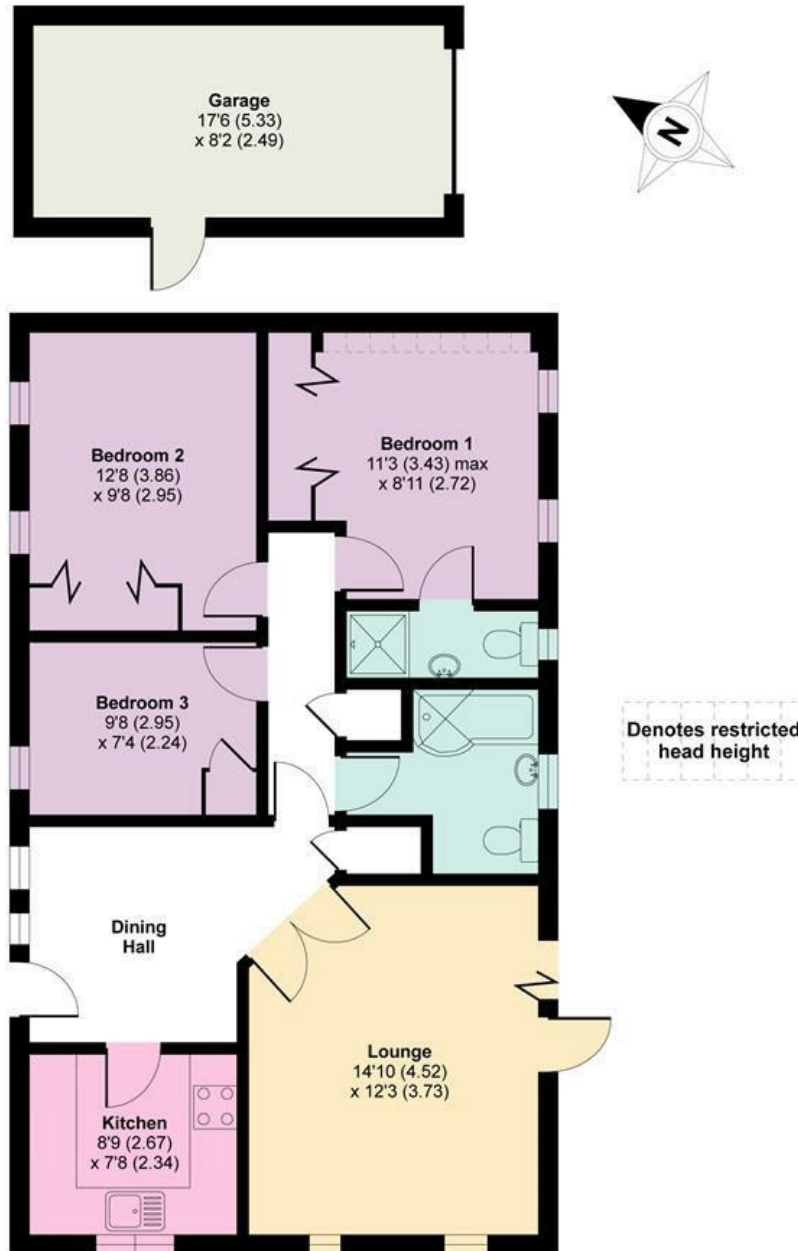 Garage
17'6 (5.33)
x 8'2 (2.49)
N
Bedroom 2
12'8 (3.86)
x 9'8 (2.95)
Bedroom 1
11'3 (3.43) max
x 8'11 (2.72)
Bedroom 3
9'8 (2.95)
x 7'4 (2.24)
Denotes restricted
head height
Dining
Hall
Lounge
14'10 (4.52)
x 12'3 (3.73)
Kitchen
8'9 (2.67)
x 7'8 (2.34)